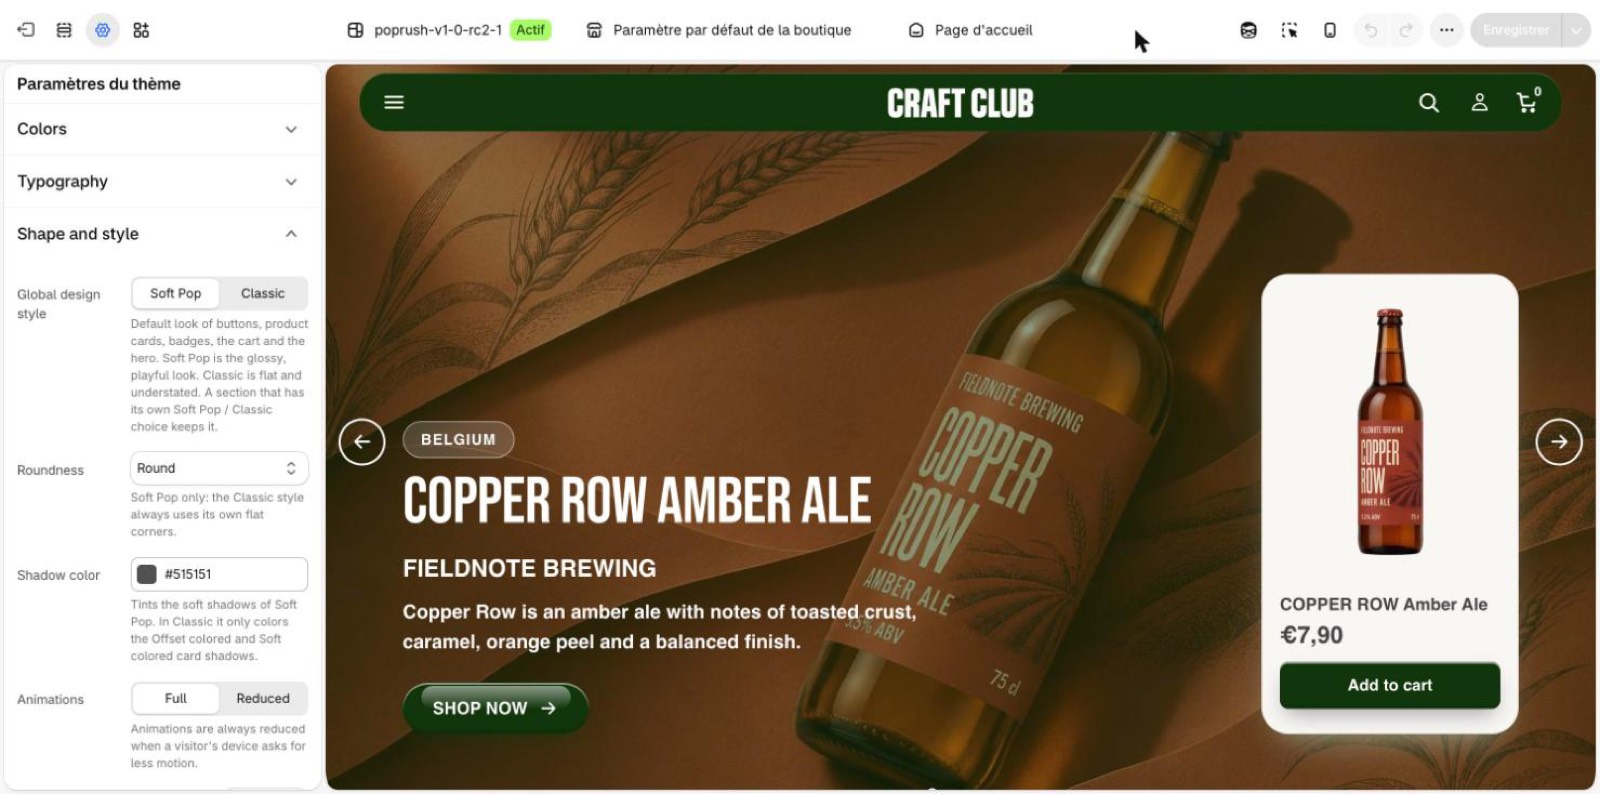 poprush-v1-0-rc2-1 Actif
Paramètre par défaut de la boutique
Page d'accueil
Enregistrer
Paramètres du thème
Colors
Typography
Shape and style
Global design
style
Soft Pop
Classic
Default look of buttons, product
cards, badges, the cart and the
hero. Soft Pop is the glossy,
playful look. Classic is flat and
understated. A section that has
its own Soft Pop / Classic
choice keeps it.
Roundness
Round
Soft Pop only: the Classic style
always uses its own flat
corners.
Shadow color
#515151
Tints the soft shadows of Soft
Pop. In Classic it only colors
the Offset colored and Soft
colored card shadows.
Animations
Full
Reduced
Animations are always reduced
when a visitor's device asks for
less motion.
CRAFT CLUB
0
BELGIUM
COPPER ROW AMBER ALE
FIELDNOTE BREWING
Copper Row is an amber ale with notes of toasted crust,
caramel, orange peel and a balanced finish.
SHOP NOW
FIELDNOTE BREWING
COPPER
ROW
AMBER ALE
5.5% ABV
75 cl
FIELDNOTE BREWING
COPPER
ROW
AMBER ALE
COPPER ROW Amber Ale
€7,90
Add to cart